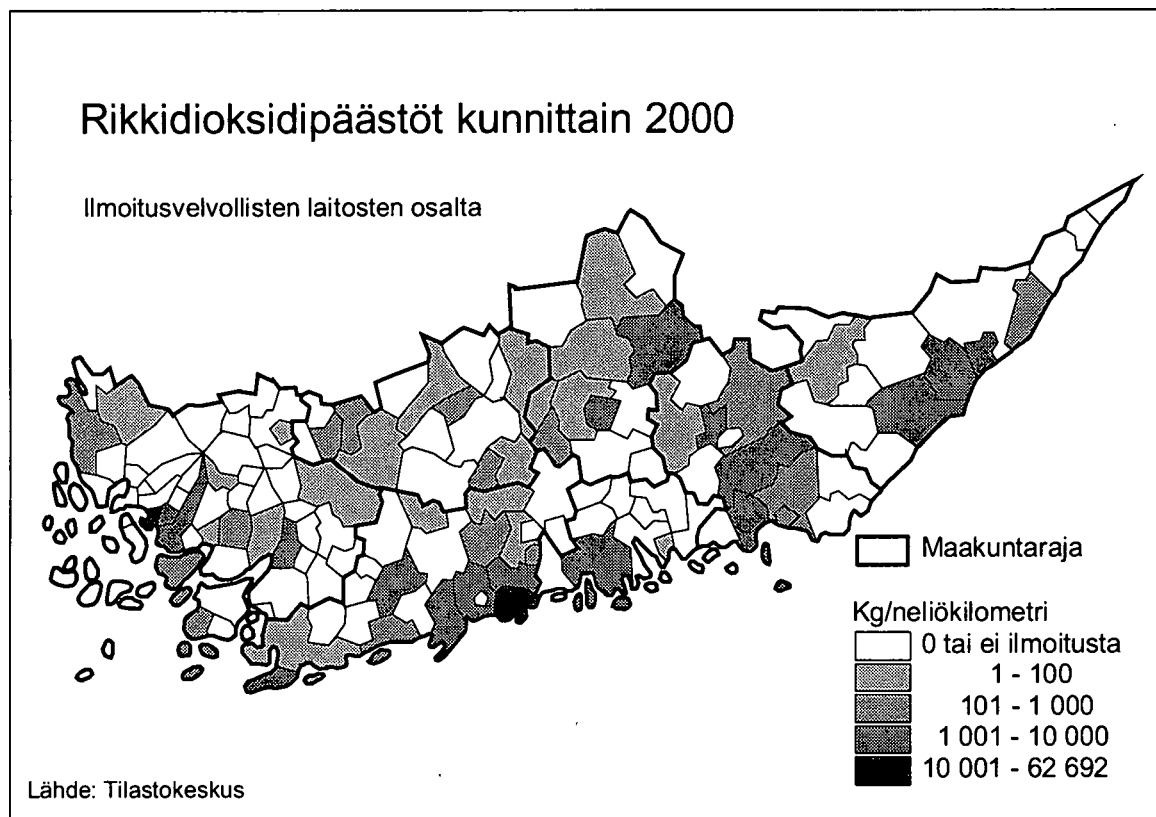 Rikkidioksidipäästöt kunnittain 2000
Ilmoitusvelvollisten laitosten osalta
Maakuntaraja
Kg/neliökilometri
0 tai ei ilmoitusta
1 - 100
101 - 1 000
1 001 - 10 000
10 001 - 62 692
Lähde: Tilastokeskus